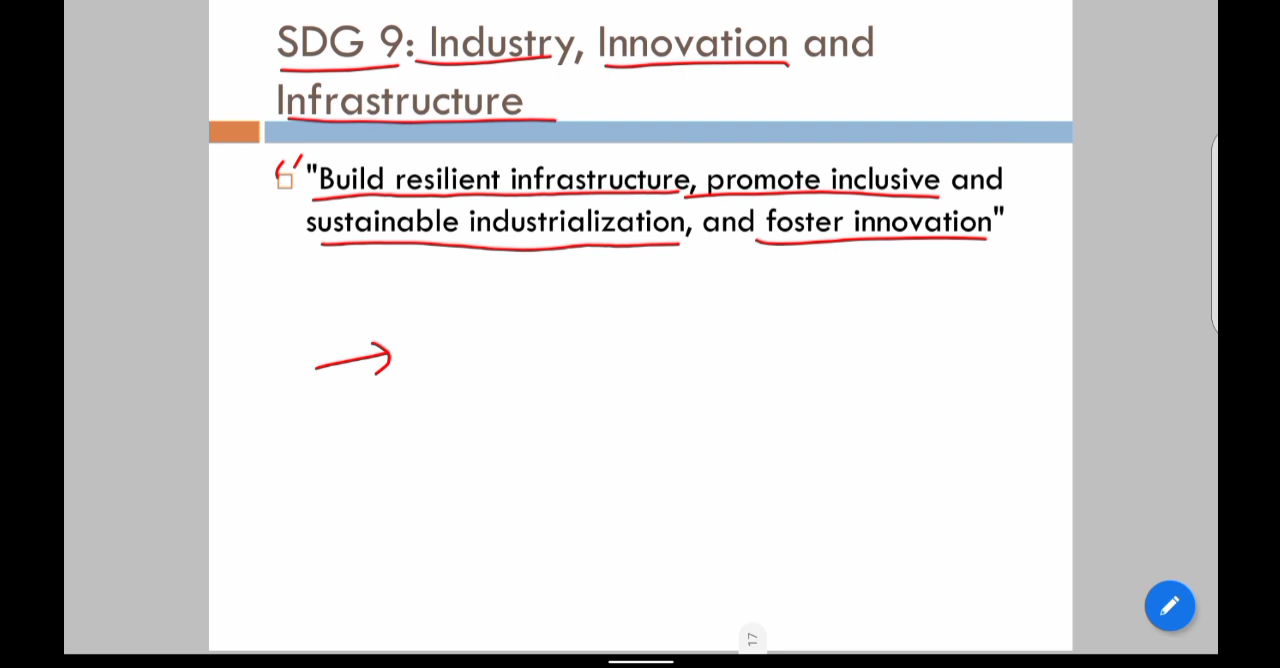 SDG 9: Industry, Innovation and
Infrastructure
"Build resilient infrastructure, promote inclusive and
sustainable industrialization, and foster innovation"
17